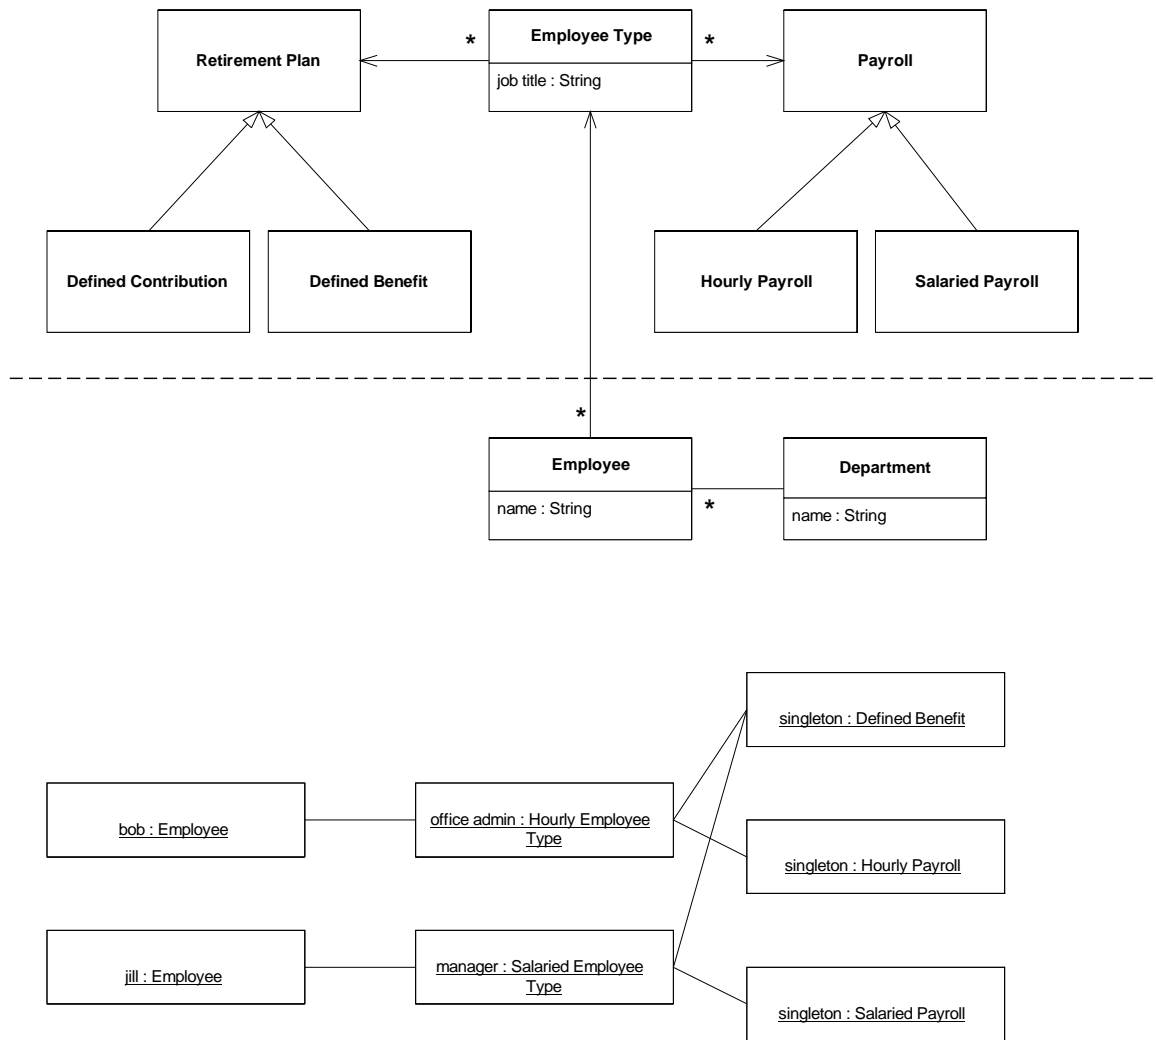 Retirement Plan
*
Employee Type
job title : String
*
Payroll
Defined Contribution
Defined Benefit
Hourly Payroll
Salaried Payroll
*
Employee
name : String
*
Department
name : String
singleton : Defined Benefit
bob : Employee
office admin : Hourly Employee
Type
singleton : Hourly Payroll
jill : Employee
manager : Salaried Employee
Type
singleton : Salaried Payroll